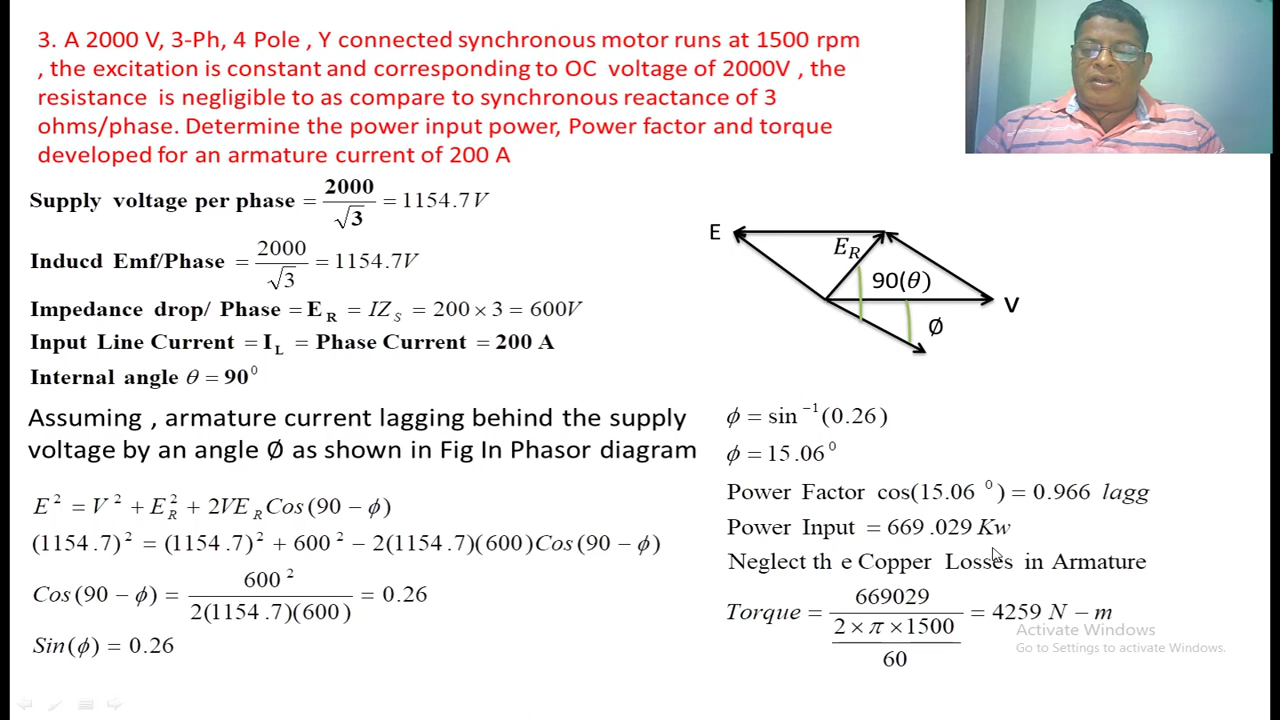 3. A 2000 V, 3-Ph, 4 Pole , Y connected synchronous motor runs at 1500 rpm
, the excitation is constant and corresponding to OC voltage of 2000V , the
resistance is negligible to as compare to synchronous reactance of 3
ohms/phase. Determine the power input power, Power factor and torque
developed for an armature current of 200 A
Supply voltage per phase = 2000/√3 = 1154.7 V
Inducd Emf/Phase = 2000/√3 = 1154.7V
Impedance drop/ Phase = E_R = IZ_S = 200 × 3 = 600V
Input Line Current = I_L = Phase Current = 200 A
Internal angle θ = 90⁰
Assuming , armature current lagging behind the supply
voltage by an angle Ø as shown in Fig In Phasor diagram
E² = V² + E_R² + 2VE_R Cos(90 − ϕ)
(1154.7)² = (1154.7)² + 600² − 2(1154.7)(600)Cos(90 − ϕ)
Cos(90 − ϕ) = 600²/2(1154.7)(600) = 0.26
Sin(ϕ) = 0.26
E
E_R
90(θ)
V
Ø
ϕ = sin⁻¹(0.26)
ϕ = 15.06⁰
Power Factor cos(15.06⁰) = 0.966 lagg
Power Input = 669.029 Kw
Neglect th e Copper Losses in Armature
Torque = 669029/(2×π×1500/60) = 4259 N − m
Activate Windows
Go to Settings to activate Windows.